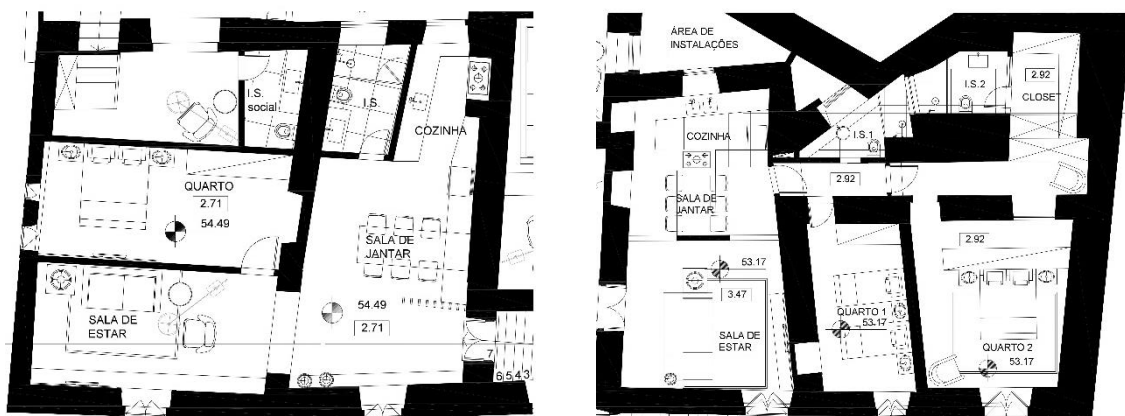 I.S.
social
I.S.
COZINHA
QUARTO
2.71
54.49
SALA DE
JANTAR
SALA DE
ESTAR
54.49
2.71
7
6 5 4 3
ÁREA DE
INSTALAÇÕES
I.S.2
2.92
CLOSET
COZINHA
I.S.1
2.92
SALA DE
JANTAR
2.92
53.17
3.47
SALA DE
ESTAR
QUARTO 1
53.17
QUARTO 2
53.17